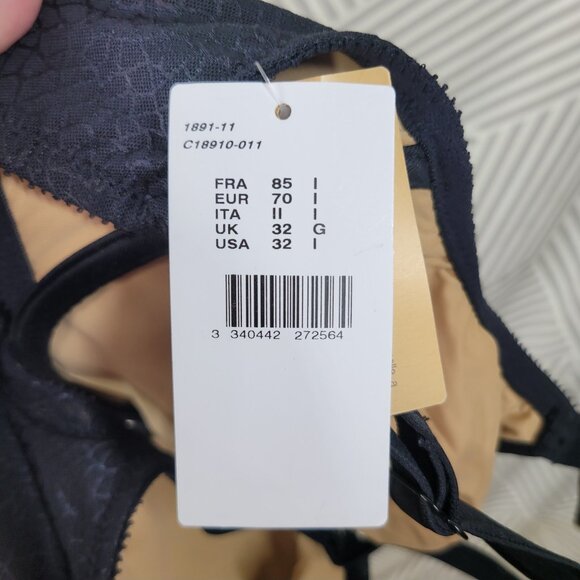 1891-11
C18910-011
FRA 85 I
EUR 70 I
ITA II I
UK 32 G
USA 32 I
3 340442 272564